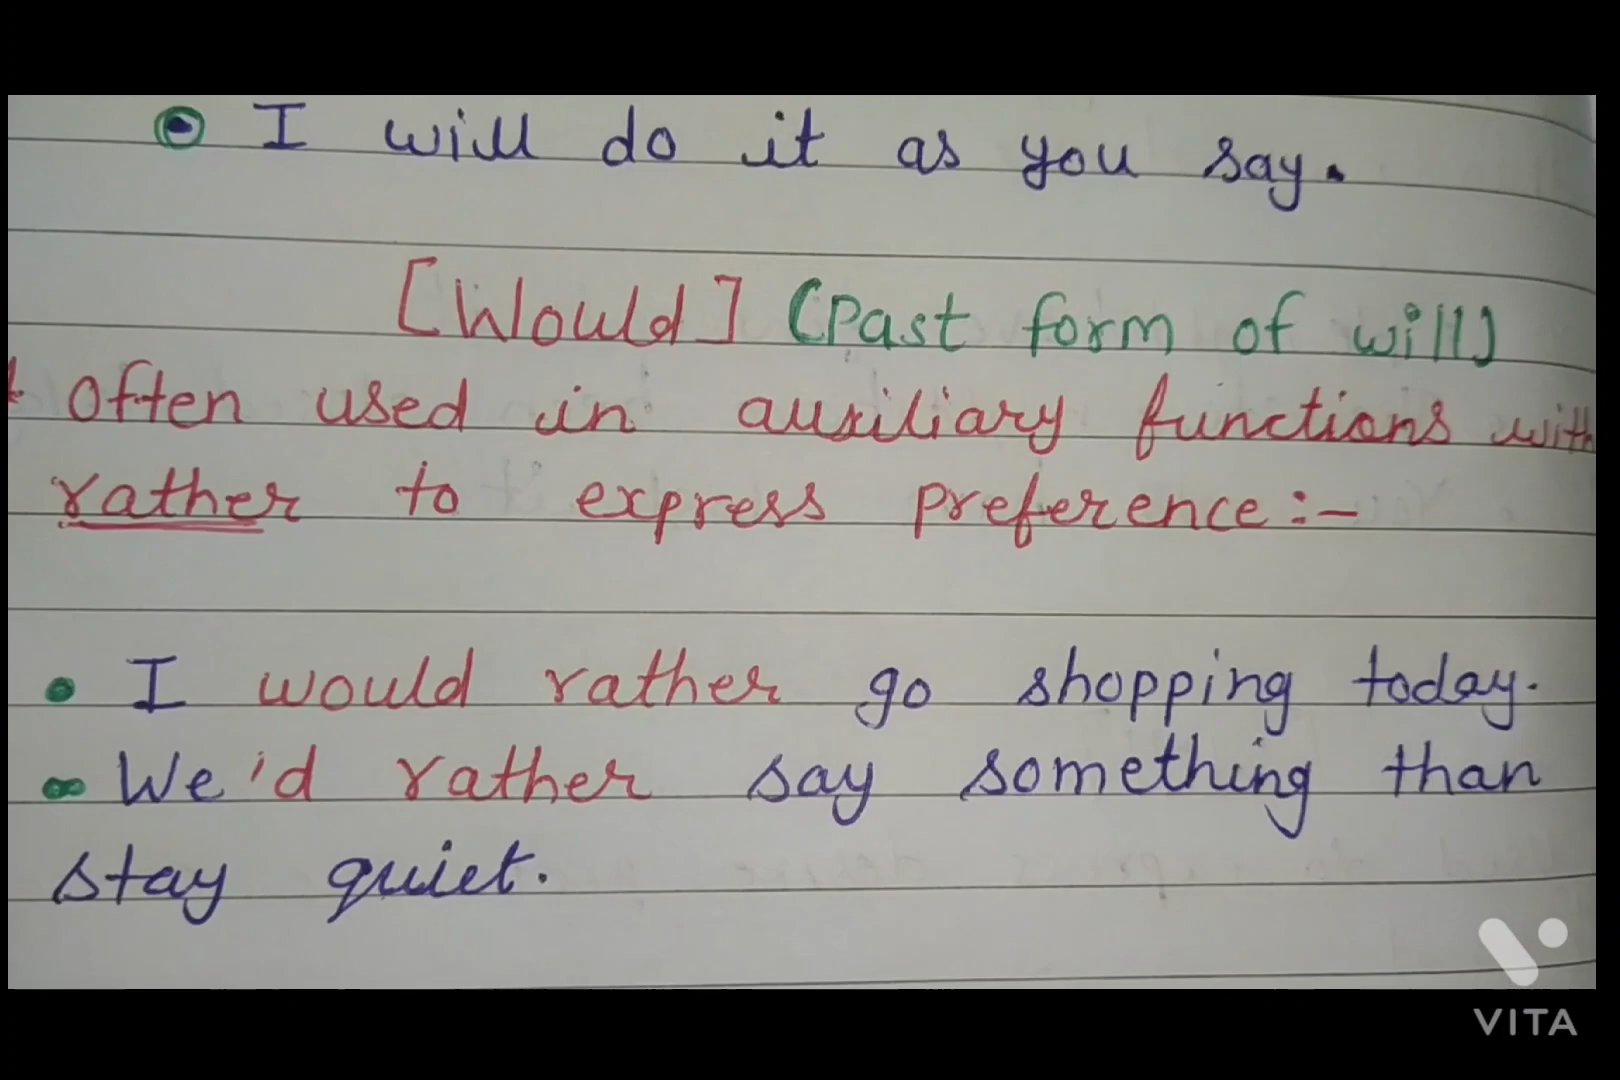 I will do it as you say.
[Would] (Past form of will)
often used in auxiliary functions with
rather to express preference:-
• I would rather go shopping today.
• We'd rather say something than
stay quiet.
VITA